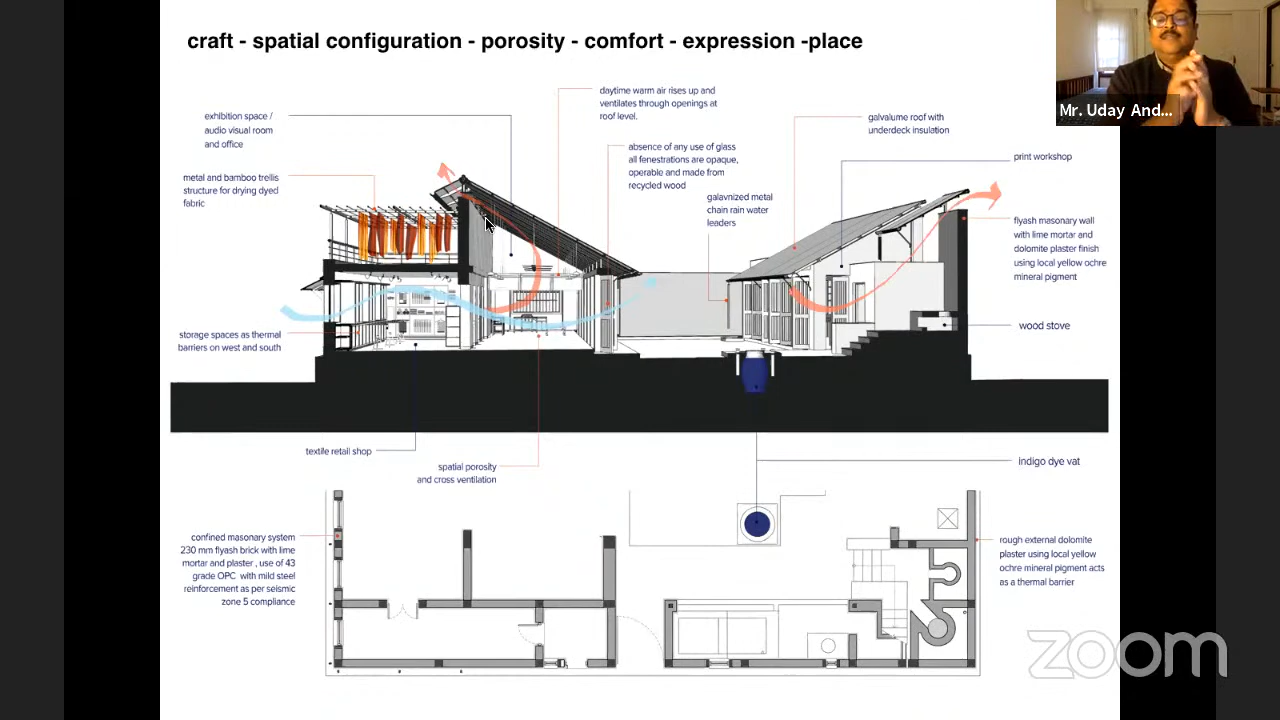 craft - spatial configuration - porosity - comfort - expression -place
Mr. Uday And...
daytime warm air rises up and
ventilates through openings at
roof level.
exhibition space /
audio visual room
and office
galvalume roof with
underdeck insulation
absence of any use of glass
all fenestrations are opaque,
operable and made from
recycled wood
print workshop
metal and bamboo trellis
structure for drying dyed
fabric
galavnized metal
chain rain water
leaders
flyash masonary wall
with lime mortar and
dolomite plaster finish
using local yellow ochre
mineral pigment
storage spaces as thermal
barriers on west and south
wood stove
textile retail shop
spatial porosity
and cross ventilation
indigo dye vat
confined masonary system
230 mm flyash brick with lime
mortar and plaster , use of 43
grade OPC with mild steel
reinforcement as per seismic
zone 5 compliance
rough external dolomite
plaster using local yellow
ochre mineral pigment acts
as a thermal barrier
zoom